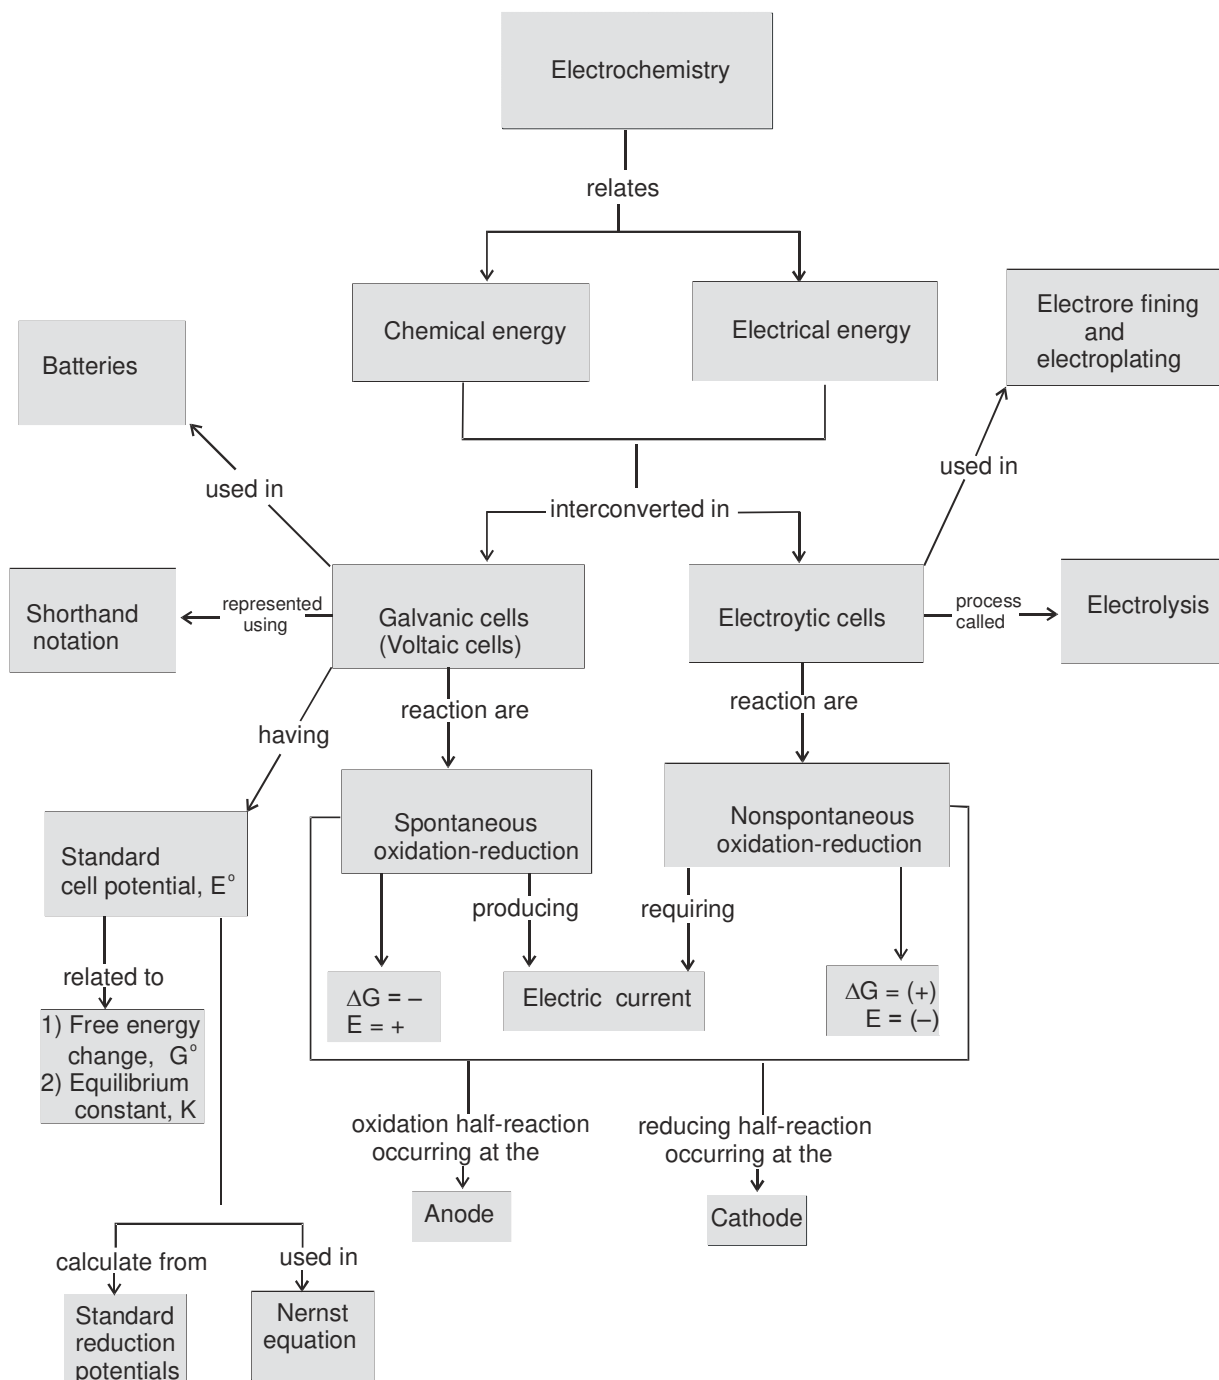 Electrochemistry
relates
Chemical energy
Electrical energy
Electrore fining
and
electroplating
Batteries
used in
used in
interconverted in
Shorthand
notation
represented
using
Galvanic cells
(Voltaic cells)
Electroytic cells
process
called
Electrolysis
having
reaction are
reaction are
Standard
cell potential, E°
Spontaneous
oxidation-reduction
Nonspontaneous
oxidation-reduction
producing
requiring
related to
ΔG = –
E = +
Electric current
ΔG = (+)
E = (–)
1) Free energy
change, G°
2) Equilibrium
constant, K
oxidation half-reaction
occurring at the
reducing half-reaction
occurring at the
Anode
Cathode
calculate from
used in
Standard
reduction
potentials
Nernst
equation